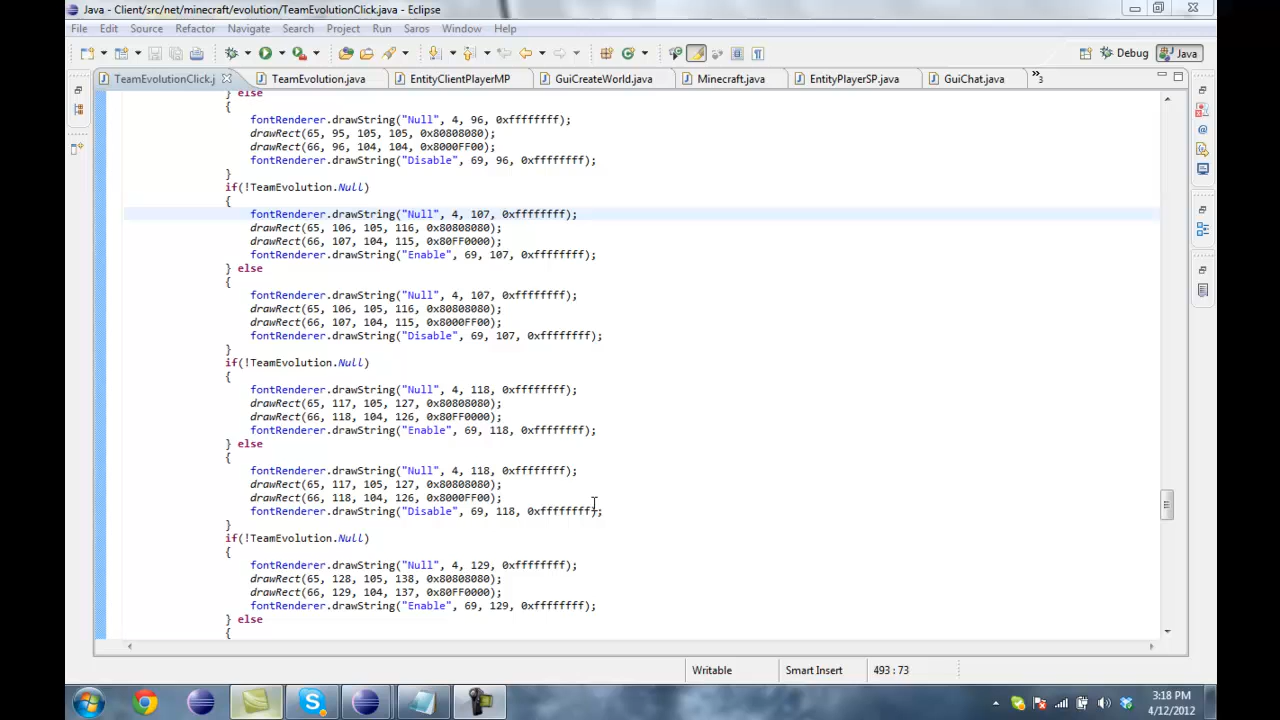 Java - Client/src/net/minecraft/evolution/TeamEvolutionClick.java - Eclipse
File Edit Source Refactor Navigate Search Project Run Saros Window Help
Debug Java
TeamEvolutionClick.j TeamEvolution.java EntityClientPlayerMP GuiCreateWorld.java Minecraft.java EntityPlayerSP.java GuiChat.java »3
} else
{
fontRenderer.drawString("Null", 4, 96, 0xffffffff);
drawRect(65, 95, 105, 105, 0x80808080);
drawRect(66, 96, 104, 104, 0x8000FF00);
fontRenderer.drawString("Disable", 69, 96, 0xffffffff);
}
if(!TeamEvolution.Null)
{
fontRenderer.drawString("Null", 4, 107, 0xffffffff);
drawRect(65, 106, 105, 116, 0x80808080);
drawRect(66, 107, 104, 115, 0x80FF0000);
fontRenderer.drawString("Enable", 69, 107, 0xffffffff);
} else
{
fontRenderer.drawString("Null", 4, 107, 0xffffffff);
drawRect(65, 106, 105, 116, 0x80808080);
drawRect(66, 107, 104, 115, 0x8000FF00);
fontRenderer.drawString("Disable", 69, 107, 0xffffffff);
}
if(!TeamEvolution.Null)
{
fontRenderer.drawString("Null", 4, 118, 0xffffffff);
drawRect(65, 117, 105, 127, 0x80808080);
drawRect(66, 118, 104, 126, 0x80FF0000);
fontRenderer.drawString("Enable", 69, 118, 0xffffffff);
} else
{
fontRenderer.drawString("Null", 4, 118, 0xffffffff);
drawRect(65, 117, 105, 127, 0x80808080);
drawRect(66, 118, 104, 126, 0x8000FF00);
fontRenderer.drawString("Disable", 69, 118, 0xffffffff);
}
if(!TeamEvolution.Null)
{
fontRenderer.drawString("Null", 4, 129, 0xffffffff);
drawRect(65, 128, 105, 138, 0x80808080);
drawRect(66, 129, 104, 137, 0x80FF0000);
fontRenderer.drawString("Enable", 69, 129, 0xffffffff);
} else
{
Writable Smart Insert 493 : 73
3:18 PM
4/12/2012